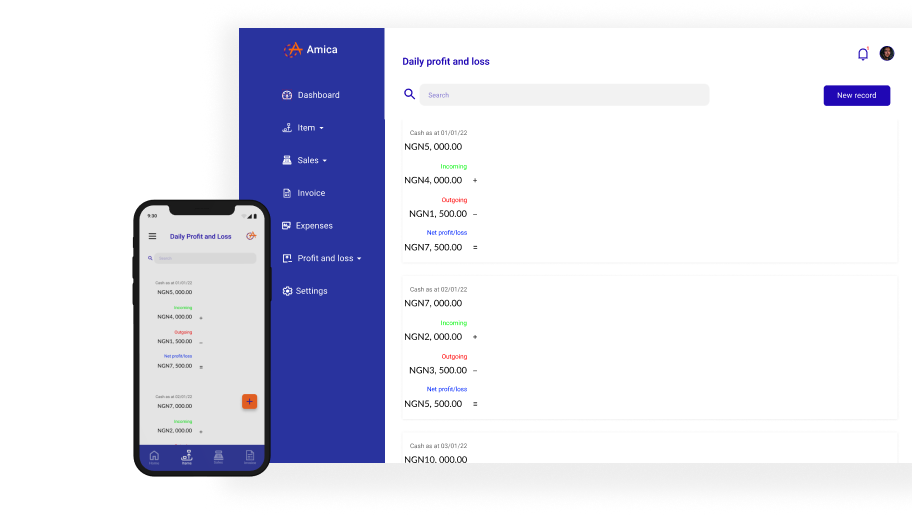 Amica
Dashboard
Item
Sales
Invoice
Expenses
Profit and loss
Settings
Daily profit and loss
Search
New record
Cash as at 01/01/22
NGN5, 000.00
Incoming
NGN4, 000.00 +
Outgoing
NGN1, 500.00 –
Net profit/loss
NGN7, 500.00 =
Cash as at 02/01/22
NGN7, 000.00
Incoming
NGN2, 000.00 +
Outgoing
NGN3, 500.00 –
Net profit/loss
NGN5, 500.00 =
Cash as at 03/01/22
NGN10, 000.00
9:30
Daily Profit and Loss
Search
Cash as at 01/01/22
NGN5, 000.00
Incoming
NGN4, 000.00 +
Outgoing
NGN1, 500.00 –
Net profit/loss
NGN7, 500.00 =
Cash as at 02/01/22
NGN7, 000.00
+
Incoming
NGN2, 000.00 +
Home Items Sales Invoice